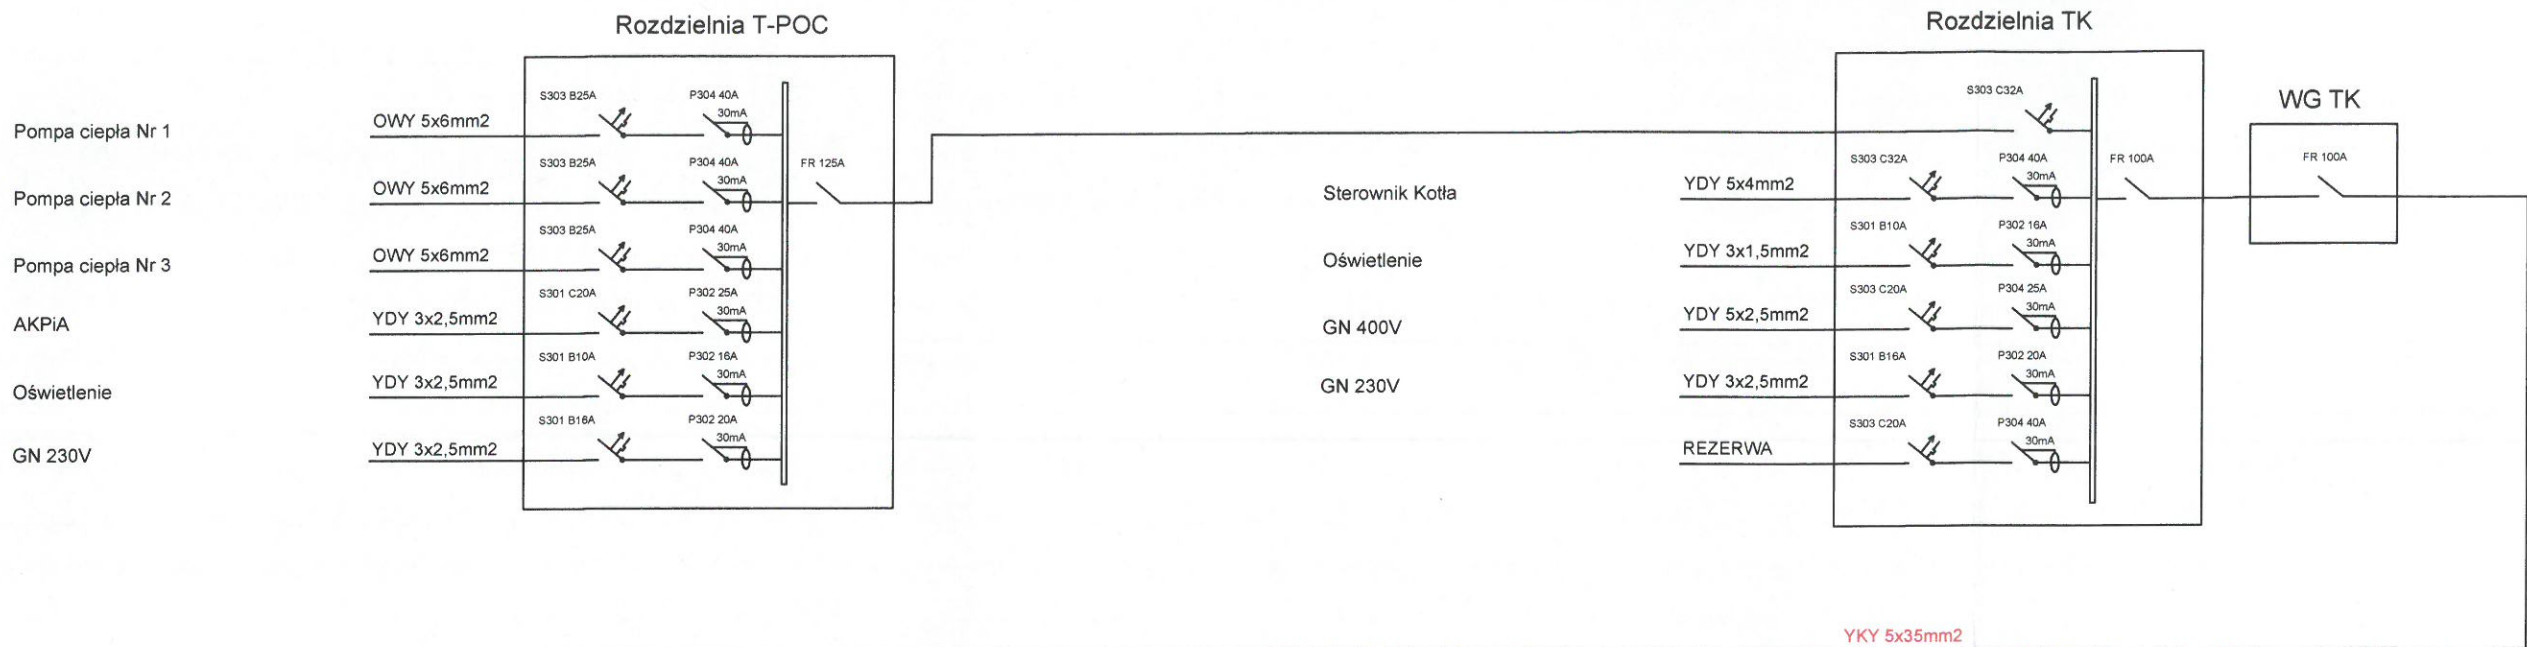 Rozdzielnia T-POC
S303 B25A
P304 40A
30mA
Pompa ciepła Nr 1
OWY 5x6mm2
S303 B25A
P304 40A
30mA
FR 125A
Pompa ciepła Nr 2
OWY 5x6mm2
S303 B25A
P304 40A
30mA
Pompa ciepła Nr 3
OWY 5x6mm2
S301 C20A
P302 25A
30mA
AKPiA
YDY 3x2,5mm2
S301 B10A
P302 16A
30mA
Oświetlenie
YDY 3x2,5mm2
S301 B16A
P302 20A
30mA
GN 230V
YDY 3x2,5mm2
Rozdzielnia TK
S303 C32A
WG TK
S303 C32A
P304 40A
30mA
FR 100A
FR 100A
Sterownik Kotła
YDY 5x4mm2
S301 B10A
P302 16A
30mA
Oświetlenie
YDY 3x1,5mm2
S303 C20A
P304 25A
30mA
GN 400V
YDY 5x2,5mm2
S301 B16A
P302 20A
30mA
GN 230V
YDY 3x2,5mm2
S303 C20A
P304 40A
30mA
REZERWA
YKY 5x35mm2